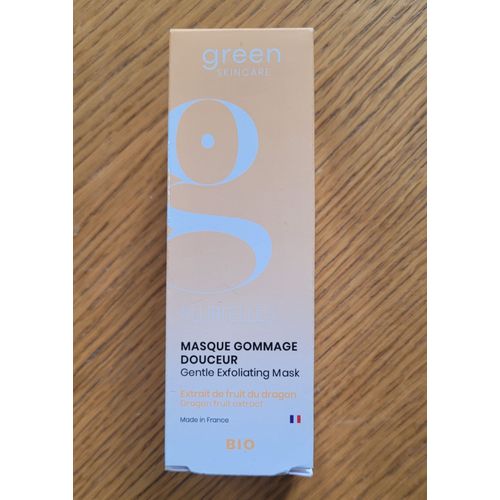 green
SKINCARE
MASQUE GOMMAGE
DOUCEUR
Gentle Exfoliating Mask
Extrait de fruit du dragon
Dragon fruit extract
Made in France
BIO